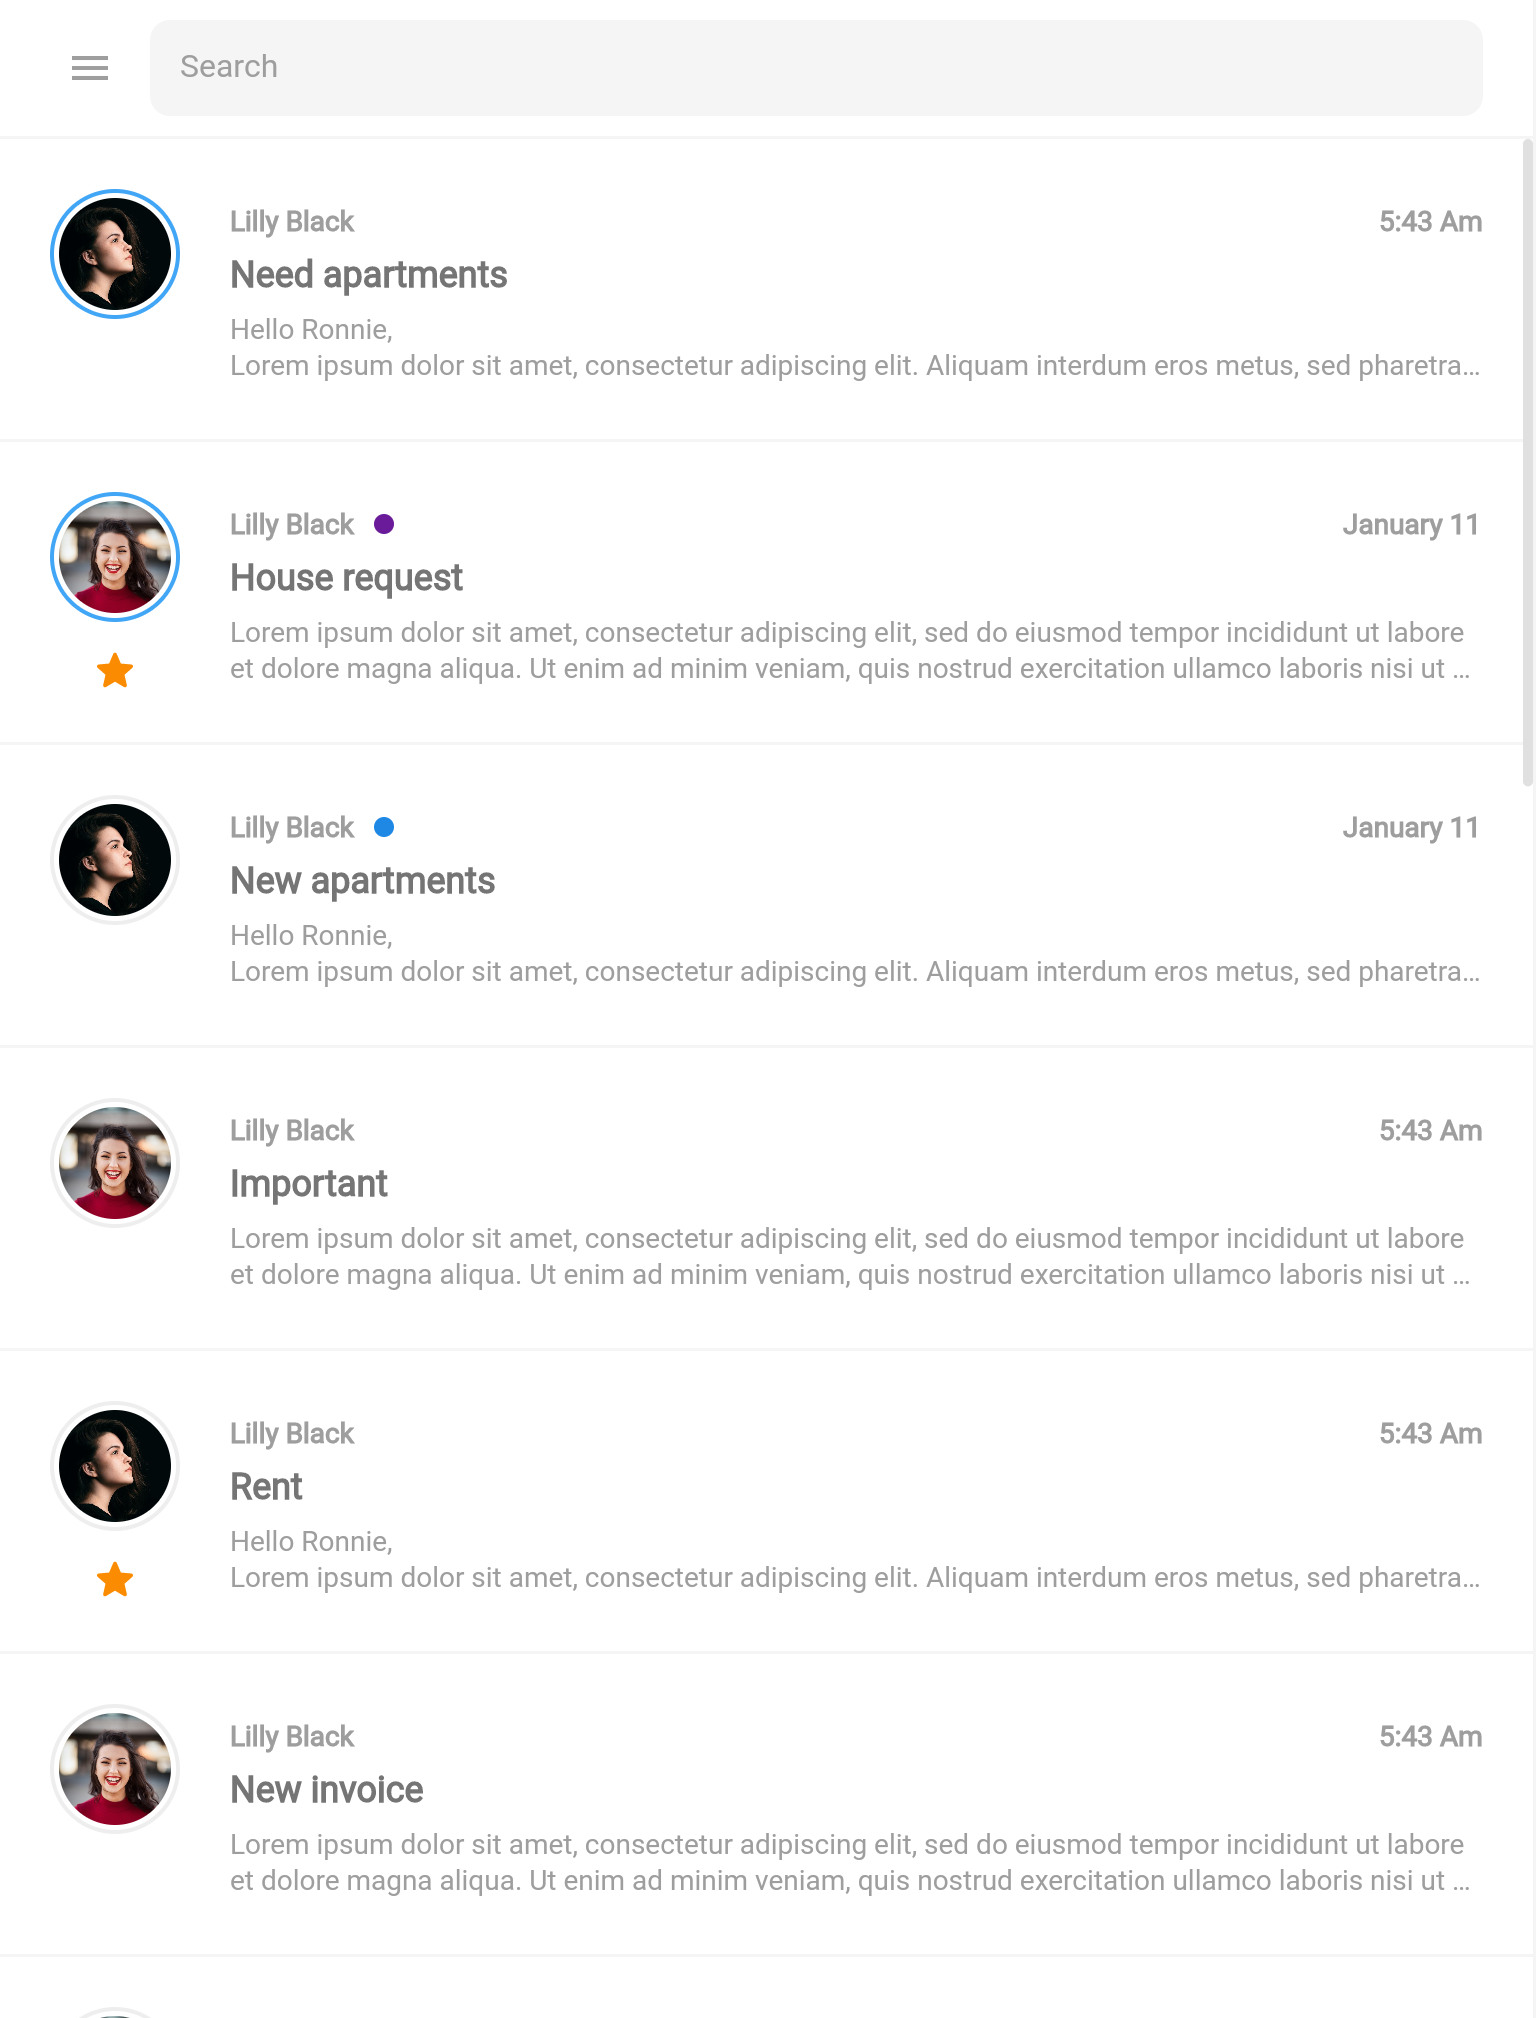 Search
Lilly Black
5:43 Am
Need apartments
Hello Ronnie,
Lorem ipsum dolor sit amet, consectetur adipiscing elit. Aliquam interdum eros metus, sed pharetra...
Lilly Black
January 11
House request
Lorem ipsum dolor sit amet, consectetur adipiscing elit, sed do eiusmod tempor incididunt ut labore
et dolore magna aliqua. Ut enim ad minim veniam, quis nostrud exercitation ullamco laboris nisi ut ...
Lilly Black
January 11
New apartments
Hello Ronnie,
Lorem ipsum dolor sit amet, consectetur adipiscing elit. Aliquam interdum eros metus, sed pharetra...
Lilly Black
5:43 Am
Important
Lorem ipsum dolor sit amet, consectetur adipiscing elit, sed do eiusmod tempor incididunt ut labore
et dolore magna aliqua. Ut enim ad minim veniam, quis nostrud exercitation ullamco laboris nisi ut ...
Lilly Black
5:43 Am
Rent
Hello Ronnie,
Lorem ipsum dolor sit amet, consectetur adipiscing elit. Aliquam interdum eros metus, sed pharetra...
Lilly Black
5:43 Am
New invoice
Lorem ipsum dolor sit amet, consectetur adipiscing elit, sed do eiusmod tempor incididunt ut labore
et dolore magna aliqua. Ut enim ad minim veniam, quis nostrud exercitation ullamco laboris nisi ut ...